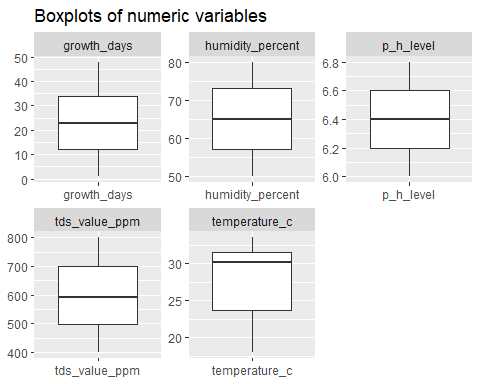 Boxplots of numeric variables
growth_days humidity_percent p_h_level
50 80 6.8
40 6.6
30 70 6.4
20 60 6.2
10
0 50 6.0
growth_days humidity_percent p_h_level
tds_value_ppm temperature_c
800
700 30
600
500 25
400 20
tds_value_ppm temperature_c